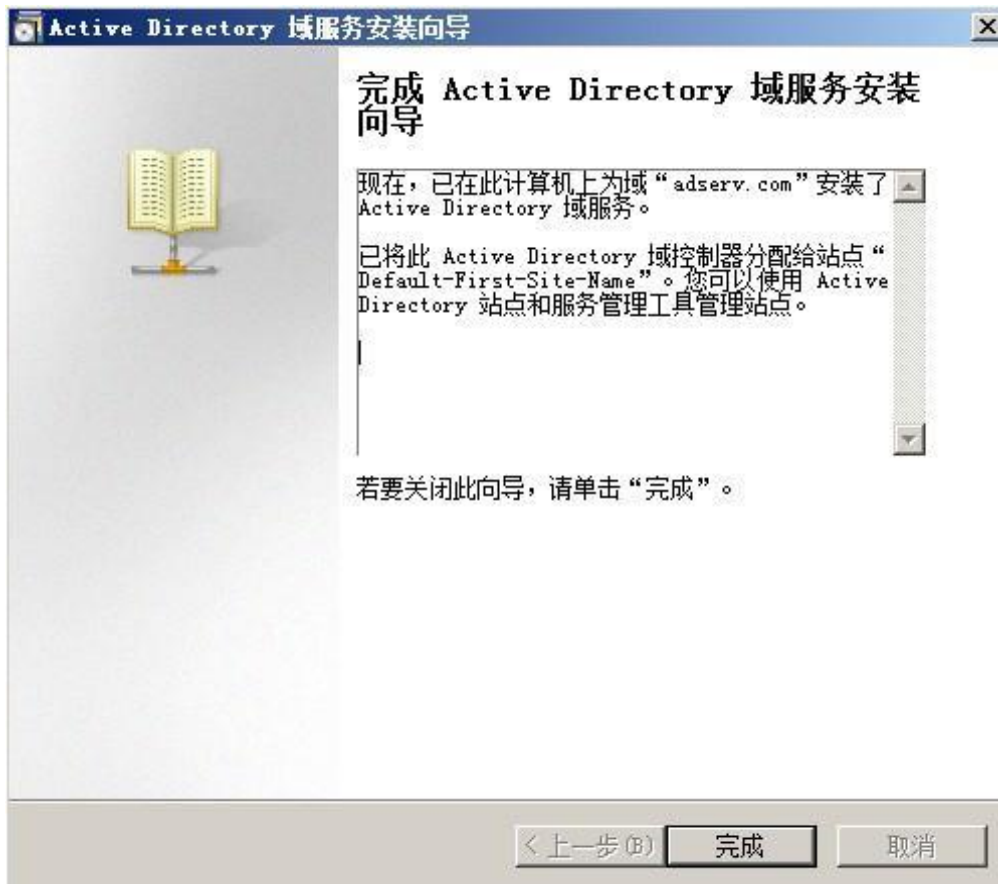 Active Directory 域服务安装向导
完成 Active Directory 域服务安装
向导
现在，已在此计算机上为域“adserv.com”安装了
Active Directory 域服务。
已将此 Active Directory 域控制器分配给站点“
Default-First-Site-Name”。您可以使用 Active
Directory 站点和服务管理工具管理站点。
若要关闭此向导，请单击“完成”。
< 上一步(B)
完成
取消